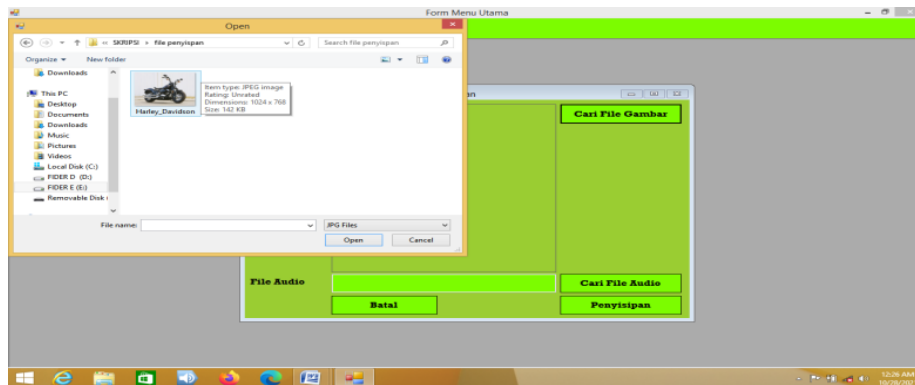 Form Menu Utama
Open
« SKRIPSI › file penyispan
Search file penyispan
Organize
New folder
Downloads
This PC
Desktop
Documents
Downloads
Music
Pictures
Videos
Local Disk (C:)
FIDER D (D:)
FIDER E (E:)
Removable Disk
Harley_Davidson
Item type: JPEG image
Rating: Unrated
Dimensions: 1024 x 768
Size: 142 KB
File name:
JPG Files
Open
Cancel
an
Cari File Gambar
File Audio
Cari File Audio
Batal
Penyisipan
12:26 AM